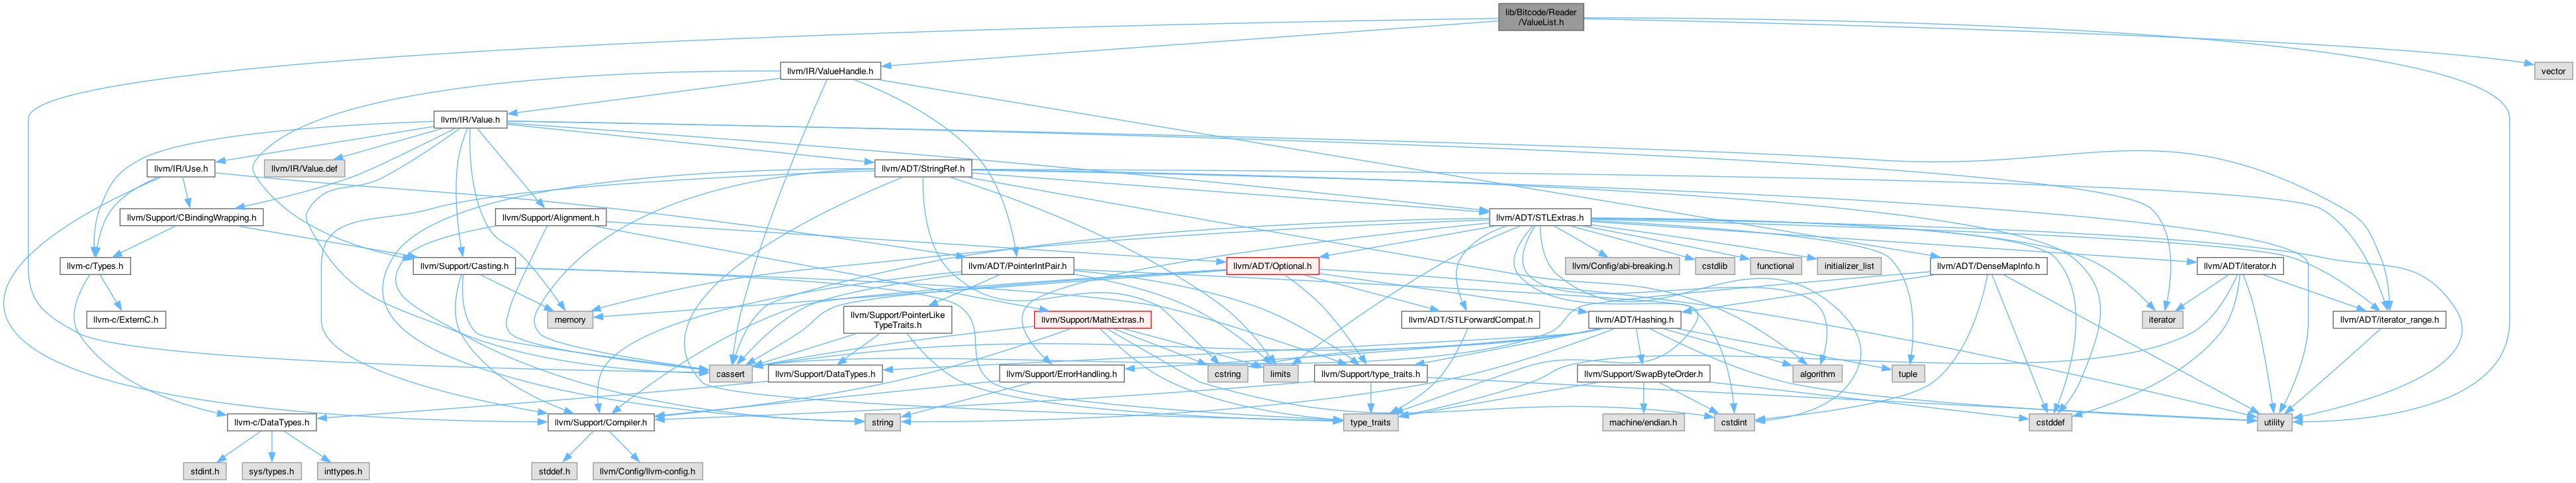 lib/Bitcode/Reader
/ValueList.h
llvm/IR/ValueHandle.h
vector
llvm/IR/Value.h
llvm/IR/Use.h
llvm/IR/Value.def
llvm/ADT/StringRef.h
llvm/Support/CBindingWrapping.h
llvm/Support/Alignment.h
llvm/ADT/STLExtras.h
llvm-c/Types.h
llvm/Support/Casting.h
llvm/ADT/PointerIntPair.h
llvm/ADT/Optional.h
llvm/Config/abi-breaking.h
cstdlib
functional
initializer_list
llvm/ADT/DenseMapInfo.h
llvm/ADT/iterator.h
llvm-c/ExternC.h
memory
llvm/Support/PointerLike
TypeTraits.h
llvm/Support/MathExtras.h
llvm/ADT/STLForwardCompat.h
llvm/ADT/Hashing.h
iterator
llvm/ADT/iterator_range.h
cassert
llvm/Support/DataTypes.h
llvm/Support/ErrorHandling.h
cstring
limits
llvm/Support/type_traits.h
llvm/Support/SwapByteOrder.h
algorithm
tuple
llvm-c/DataTypes.h
llvm/Support/Compiler.h
string
type_traits
machine/endian.h
cstdint
cstddef
utility
stdint.h
sys/types.h
inttypes.h
stddef.h
llvm/Config/llvm-config.h